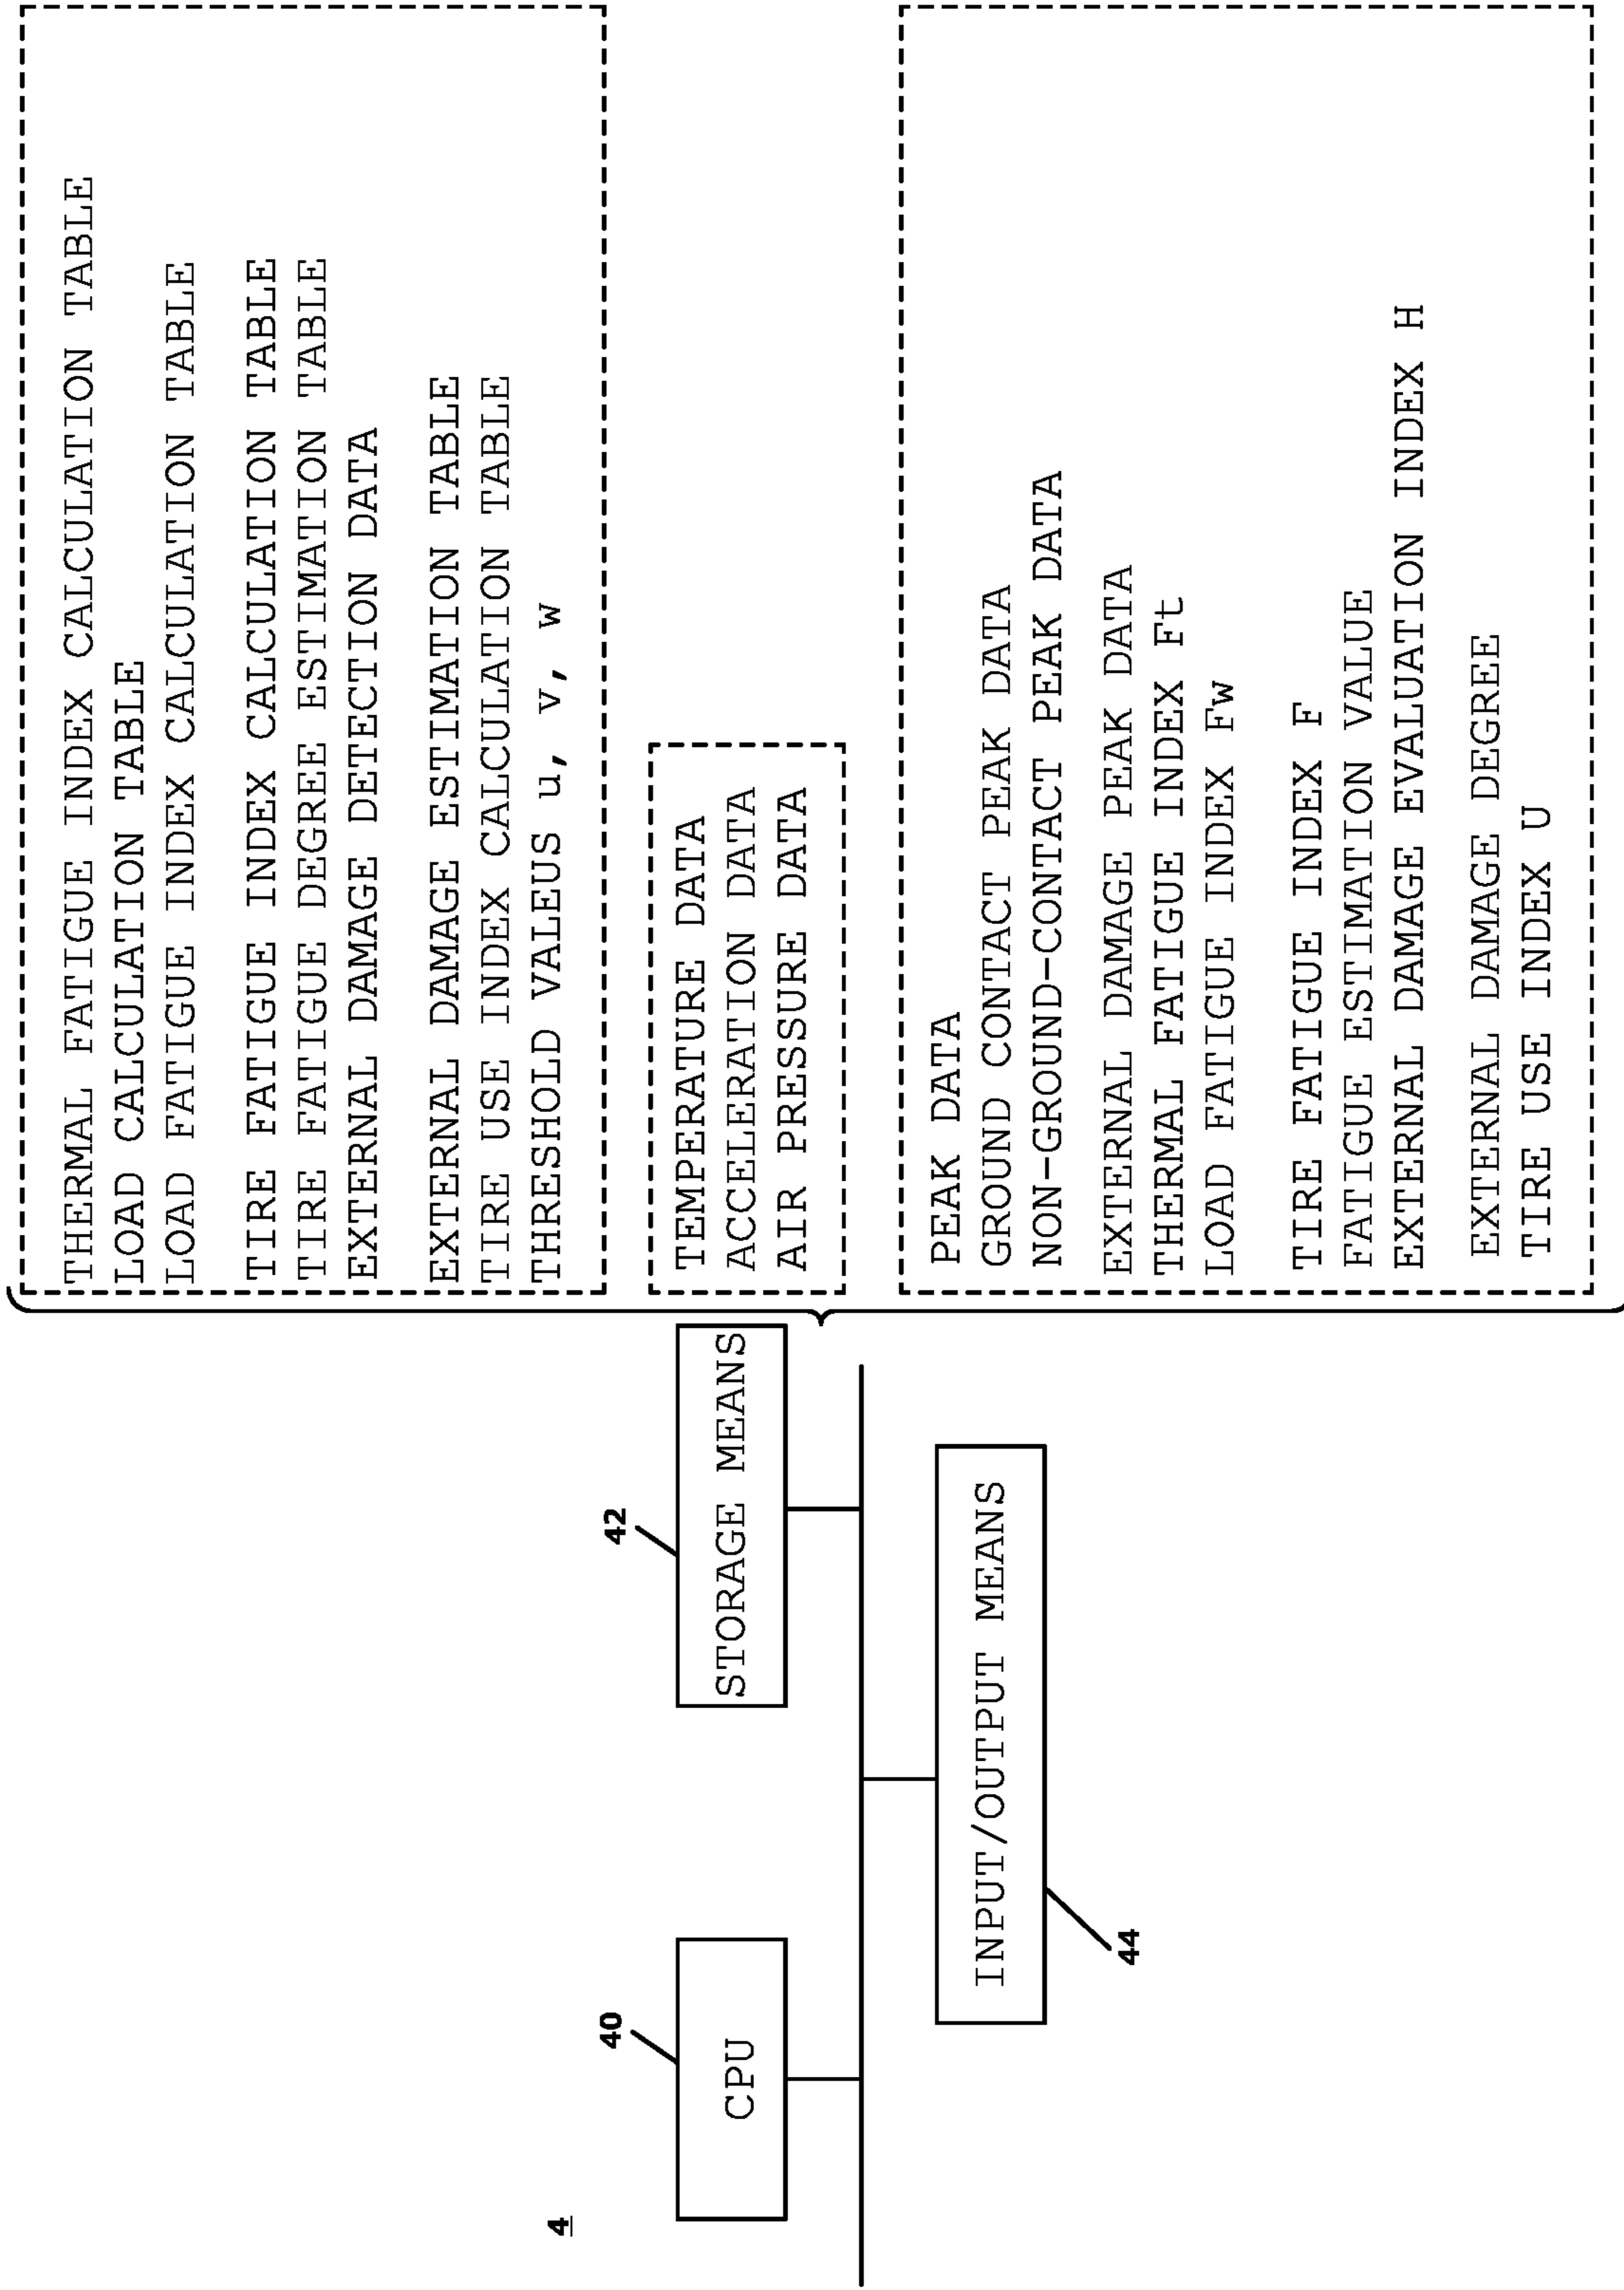 4
40
CPU
42
STORAGE MEANS
INPUT/OUTPUT MEANS
44
THERMAL FATIGUE INDEX CALCULATION TABLE
LOAD CALCULATION TABLE
LOAD FATIGUE INDEX CALCULATION TABLE
TIRE FATIGUE INDEX CALCULATION TABLE
TIRE FATIGUE DEGREE ESTIMATION TABLE
EXTERNAL DAMAGE DETECTION DATA
EXTERNAL DAMAGE ESTIMATION TABLE
TIRE USE INDEX CALCULATION TABLE
THRESHOLD VALEUS u, v, w
TEMPERATURE DATA
ACCELERATION DATA
AIR PRESSURE DATA
PEAK DATA
GROUND CONTACT PEAK DATA
NON-GROUND-CONTACT PEAK DATA
EXTERNAL DAMAGE PEAK DATA
THERMAL FATIGUE INDEX Ft
LOAD FATIGUE INDEX Fw
TIRE FATIGUE INDEX F
FATIGUE ESTIMATION VALUE
EXTERNAL DAMAGE EVALUATION INDEX H
EXTERNAL DAMAGE DEGREE
TIRE USE INDEX U